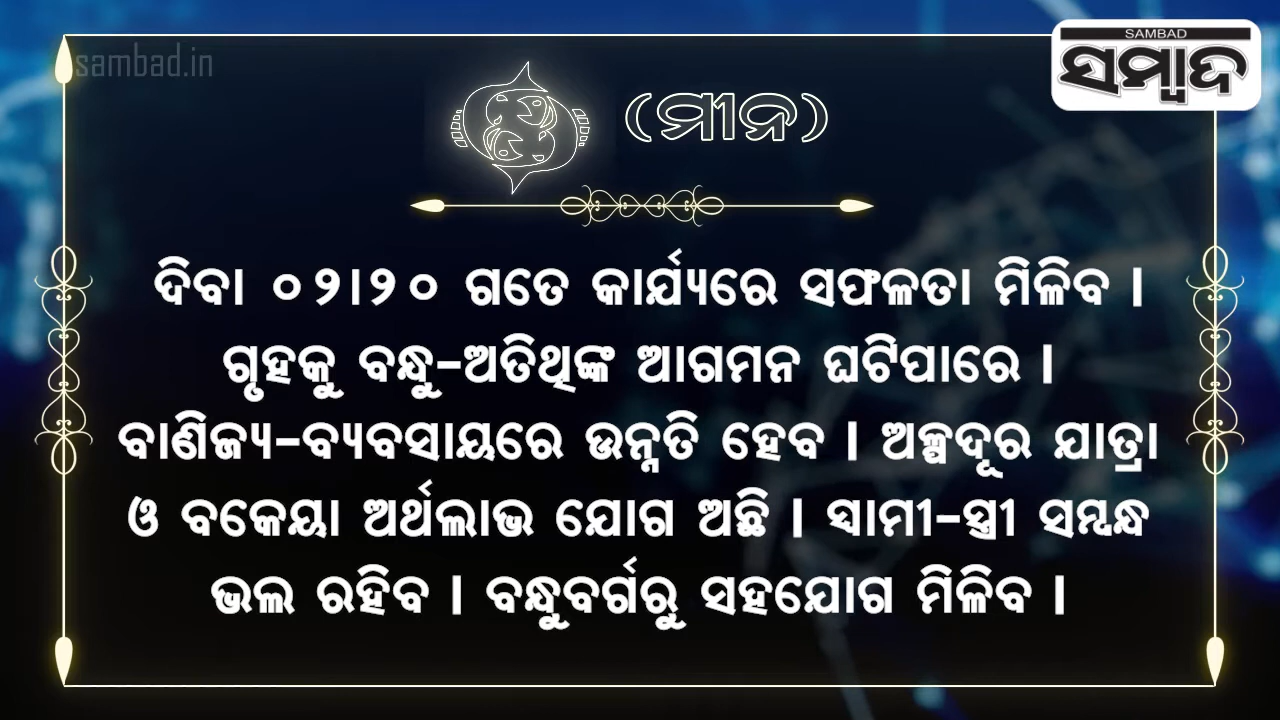 sambad.in
SAMBAD
ସମ୍ବାଦ
(ମୀନ)
ଦିବା ୦୨।୨୦ ଗତେ କାର୍ଯ୍ୟରେ ସଫଳତା ମିଳିବ ।
ଗୃହକୁ ବନ୍ଧୁ-ଅତିଥିଙ୍କ ଆଗମନ ଘଟିପାରେ ।
ବାଣିଜ୍ୟ-ବ୍ୟବସାୟରେ ଉନ୍ନତି ହେବ । ଅଳ୍ପଦୂର ଯାତ୍ରା
ଓ ବକେୟା ଅର୍ଥଲାଭ ଯୋଗ ଅଛି । ସ୍ୱାମୀ-ସ୍ତ୍ରୀ ସମ୍ବନ୍ଧ
ଭଲ ରହିବ । ବନ୍ଧୁବର୍ଗରୁ ସହଯୋଗ ମିଳିବ ।